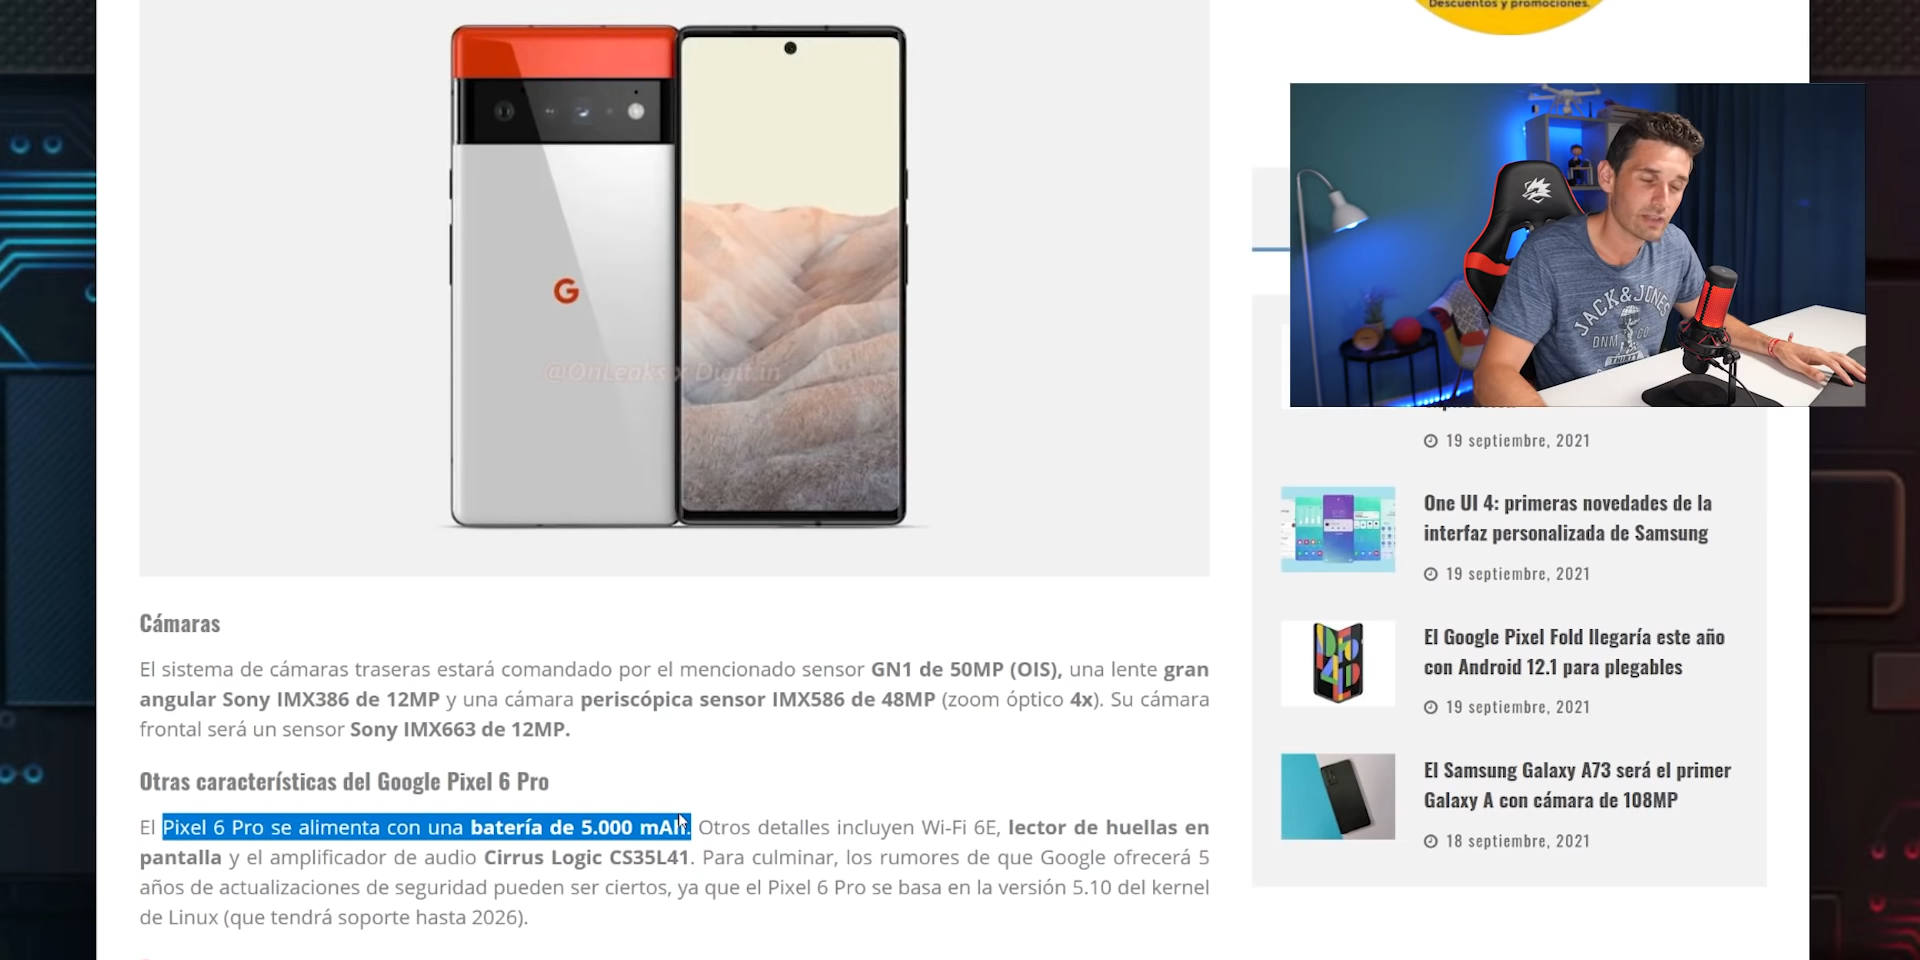 Descuentos y promociones.
@OnLeaks x Digit.in
G
JACK & JONES
DNM CO
THIRTY
19 septiembre, 2021
One UI 4: primeras novedades de la
interfaz personalizada de Samsung
19 septiembre, 2021
El Google Pixel Fold llegaría este año
con Android 12.1 para plegables
19 septiembre, 2021
El Samsung Galaxy A73 será el primer
Galaxy A con cámara de 108MP
18 septiembre, 2021
Cámaras
El sistema de cámaras traseras estará comandado por el mencionado sensor GN1 de 50MP (OIS), una lente gran
angular Sony IMX386 de 12MP y una cámara periscópica sensor IMX586 de 48MP (zoom óptico 4x). Su cámara
frontal será un sensor Sony IMX663 de 12MP.
Otras características del Google Pixel 6 Pro
El Pixel 6 Pro se alimenta con una batería de 5.000 mAh. Otros detalles incluyen Wi-Fi 6E, lector de huellas en
pantalla y el amplificador de audio Cirrus Logic CS35L41. Para culminar, los rumores de que Google ofrecerá 5
años de actualizaciones de seguridad pueden ser ciertos, ya que el Pixel 6 Pro se basa en la versión 5.10 del kernel
de Linux (que tendrá soporte hasta 2026).